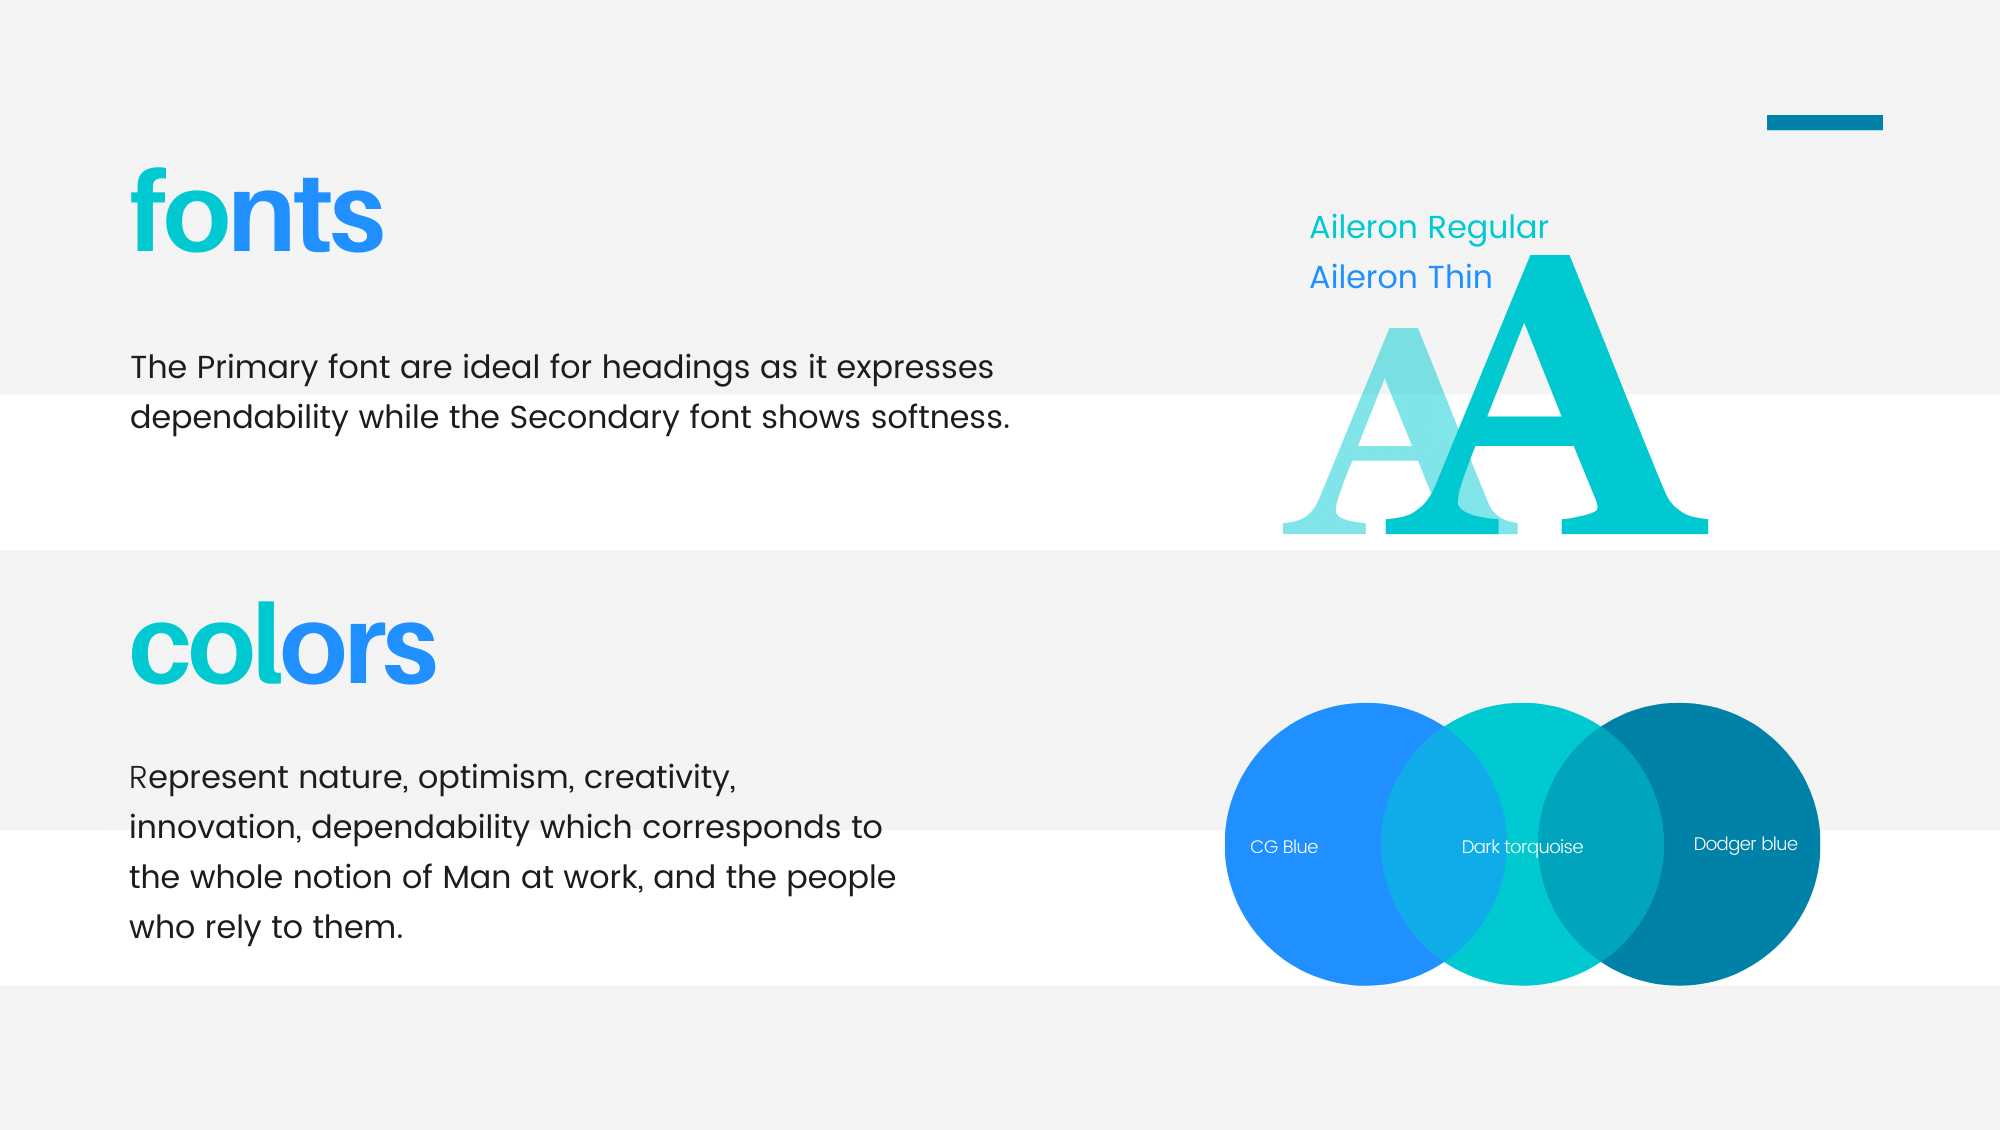 fonts
The Primary font are ideal for headings as it expresses
dependability while the Secondary font shows softness.
Aileron Regular
Aileron Thin
A A
colors
Represent nature, optimism, creativity,
innovation, dependability which corresponds to
the whole notion of Man at work, and the people
who rely to them.
CG Blue
Dark torquoise
Dodger blue